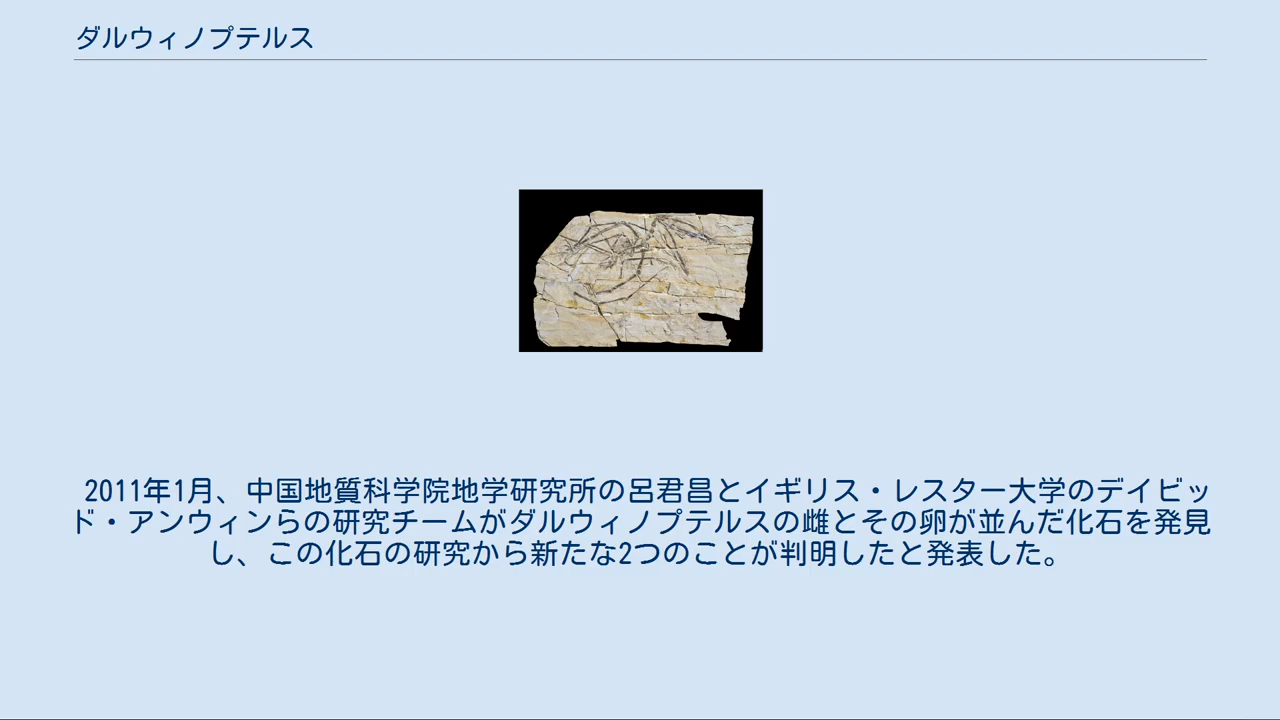 ダルウィノプテルス
2011年1月、中国地質科学院地学研究所の呂君昌とイギリス・レスター大学のデイビッ
ド・アンウィンらの研究チームがダルウィノプテルスの雌とその卵が並んだ化石を発見
し、この化石の研究から新たな2つのことが判明したと発表した。